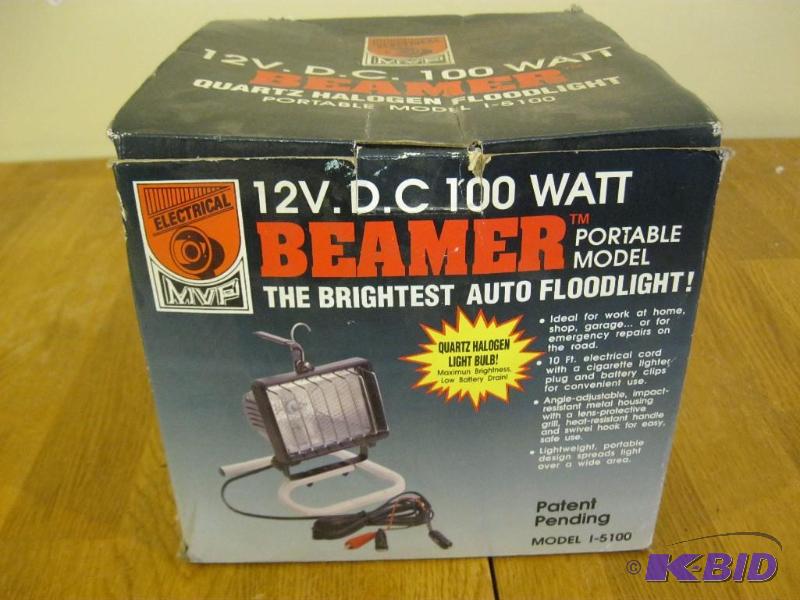 ELECTRICAL
MVP
12V. D.C. 100 WATT
BEAMER™
QUARTZ HALOGEN FLOODLIGHT
PORTABLE MODEL I-5100
ELECTRICAL
MVP
12V. D.C 100 WATT
BEAMER™
PORTABLE
MODEL
THE BRIGHTEST AUTO FLOODLIGHT!
QUARTZ HALOGEN
LIGHT BULB!
Maximun Brightness,
Low Battery Drain!
• Ideal for work at home,
shop, garage... or for
emergency repairs on
the road.
• 10 Ft. electrical cord
with a cigarette lighter
plug and battery clips
for convenient use.
• Angle-adjustable, impact-
resistant metal housing
with a lens-protective
grill, heat-resistant handle
and swivel hook for easy,
safe use.
• Lightweight, portable
design spreads light
over a wide area.
Patent
Pending
MODEL I-5100
© K-BID